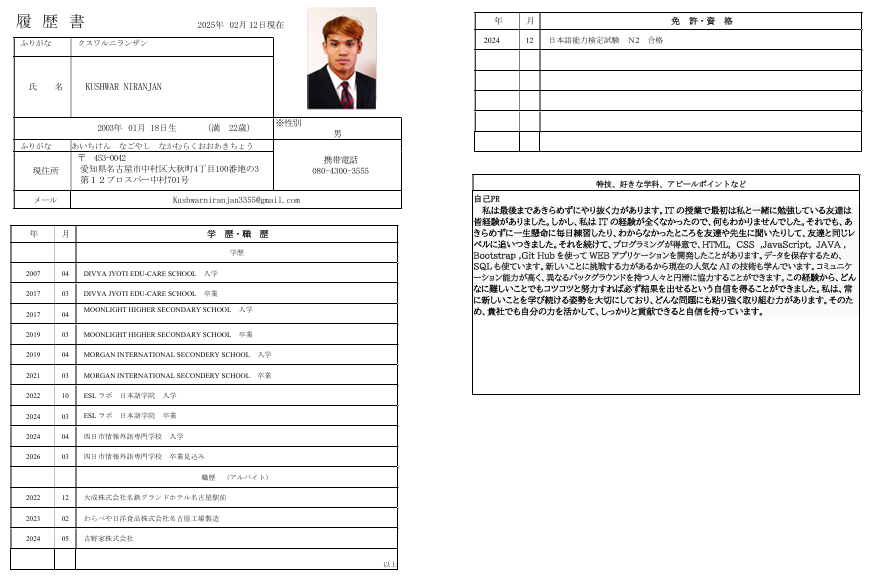 履 歴 書
2025年 02月12日現在
ふりがな クスワルニランザン
氏 名 KUSHWAR NIRANJAN
2003年 01月 18日生 (満 22歳)
※性別
男
ふりがな あいちけん なごやし なかむらくおおあきちょう
現住所
〒 453-0042
愛知県名古屋市中村区大秋町4丁目100番地の3
第12プロスパー中村701号
携帯電話
080-4300-3555
メール Kushwarniranjan3355@gmail.com
年 月 学 歴・職 歴
学歴
2007 04 DIVYA JYOTI EDU-CARE SCHOOL 入学
2017 03 DIVYA JYOTI EDU-CARE SCHOOL 卒業
2017 04 MOONLIGHT HIGHER SECONDARY SCHOOL 入学
2019 03 MOONLIGHT HIGHER SECONDARY SCHOOL 卒業
2019 04 MORGAN INTERNATIONAL SECONDERY SCHOOL 入学
2021 03 MORGAN INTERNATIONAL SECONDERY SCHOOL 卒業
2022 10 ESL ラボ 日本語学院 入学
2024 03 ESL ラボ 日本語学院 卒業
2024 04 四日市情報外語専門学校 入学
2026 03 四日市情報外語専門学校 卒業見込み
職歴 (アルバイト)
2022 12 大成株式会社名鉄グランドホテル名古屋駅前
2023 02 わらべや日洋食品株式会社名古屋工場製造
2024 05 吉野家株式会社
以上
年 月 免 許・資 格
2024 12 日本語能力検定試験 N2 合格
特技、好きな学科、アピールポイントなど
自己PR
私は最後まであきらめずにやり抜く力があります。ITの授業で最初は私と一緒に勉強している友達は
皆経験がありました。しかし、私は IT の経験が全くなかったので、何もわかりませんでした。それでも、あ
きらめずに一生懸命に毎日練習したり、わからなかったところを友達や先生に聞いたりして、友達と同じレ
ベルに追いつきました。それを続けて、プログラミングが得意で、HTML, CSS ,JavaScript, JAVA ,
Bootstrap ,Git Hub を使って WEB アプリケーションを開発したことがあります。データを保存するため、
SQL も使ています。新しいことに挑戦する力があるから現在の人気な AI の技術も学んでいます。コミュニケ
ーション能力が高く、異なるバックグラウンドを持つ人々と円滑に協力することができます。この経験から、どん
なに難しいことでもコツコツと努力すれば必ず結果を出せるという自信を得ることができました。私は、常
に新しいことを学び続ける姿勢を大切にしており、どんな問題にも粘り強く取り組む力があります。そのた
め、貴社でも自分の力を活かして、しっかりと貢献できると自信を持っています。